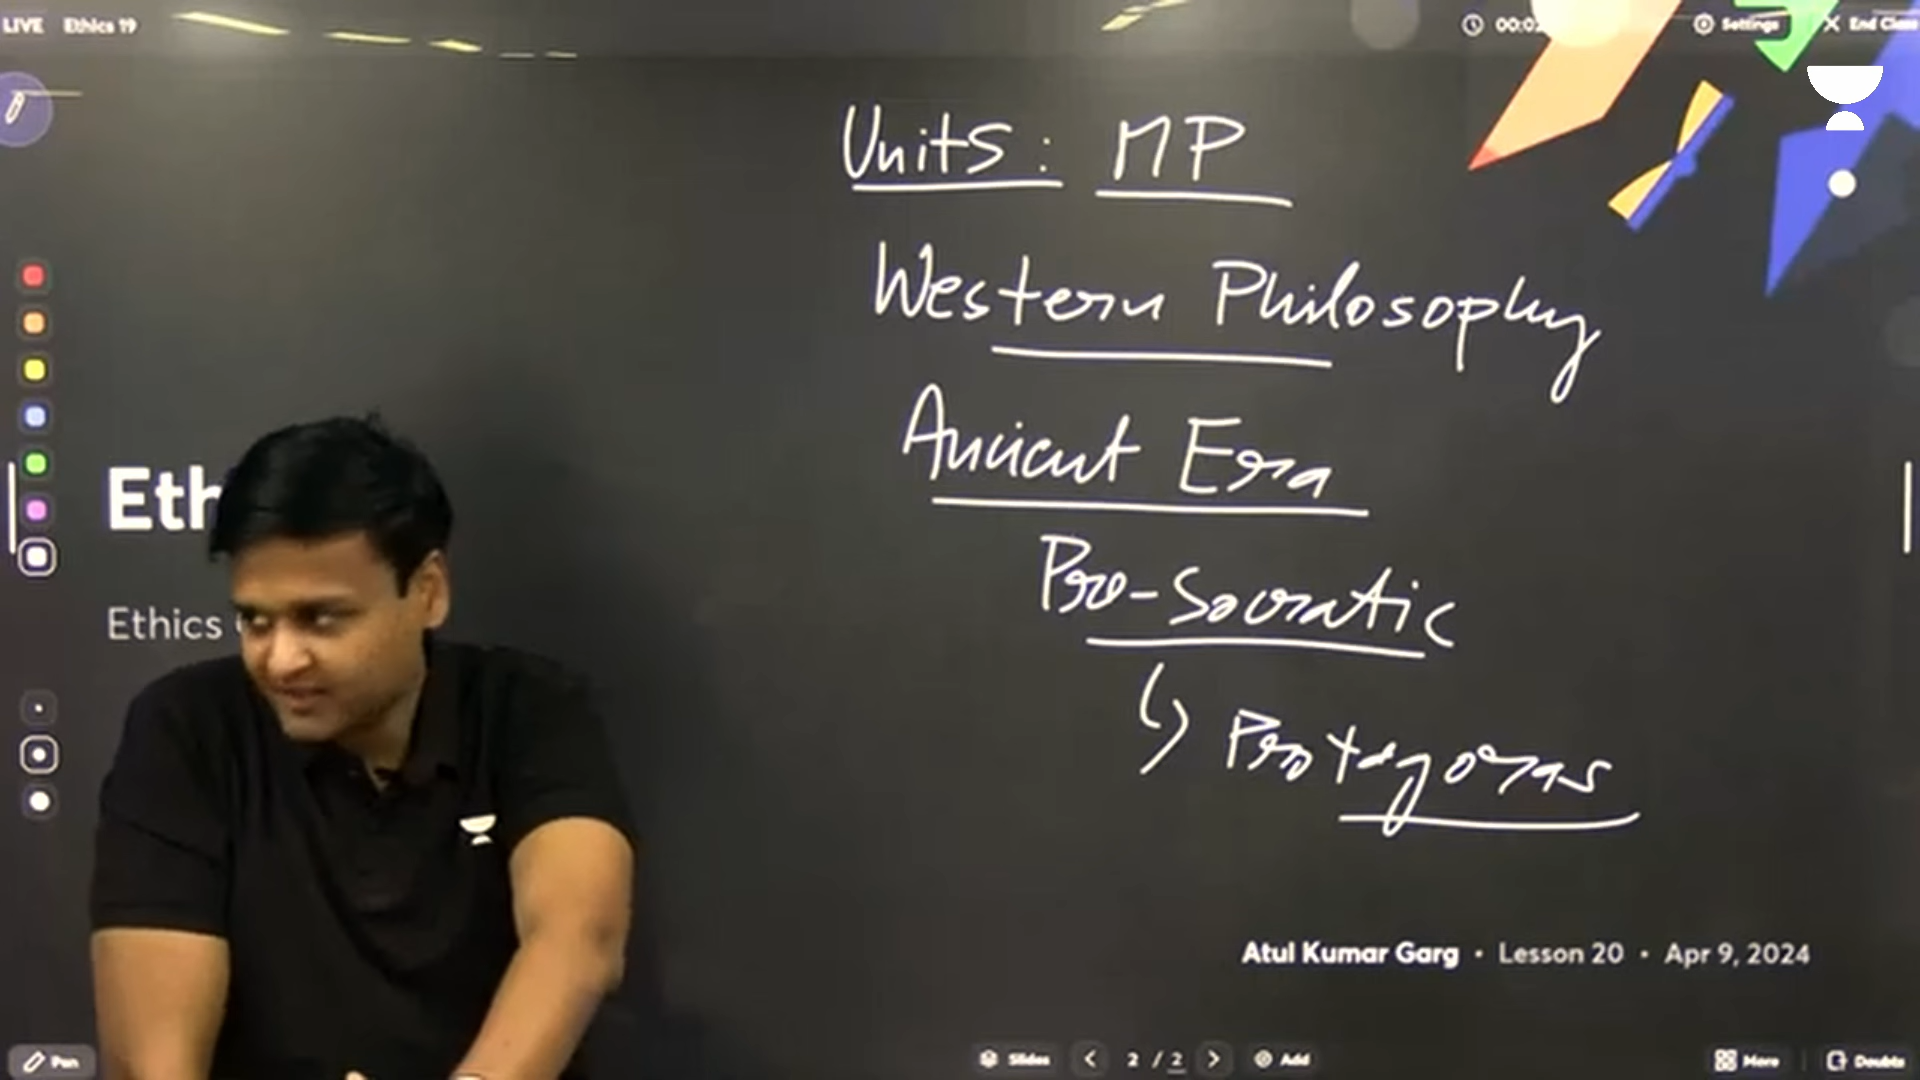 LIVE Ethics 19
Settings
End Class
Units: MP
Western Philosophy
Ancient Era
Eth
Pre-Socratic
Ethics
↳ Protagoras
Atul Kumar Garg • Lesson 20 • Apr 9, 2024
Pen
Slides < 2 / 2 > Add
More
Doubts